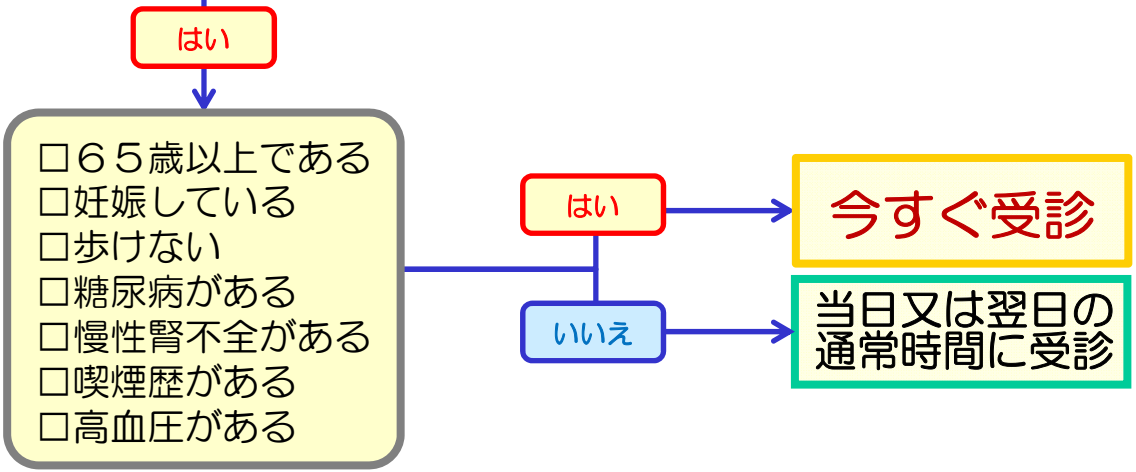 はい
□６５歳以上である
□妊娠している
□歩けない
□糖尿病がある
□慢性腎不全がある
□喫煙歴がある
□高血圧がある
はい
今すぐ受診
いいえ
当日又は翌日の
通常時間に受診